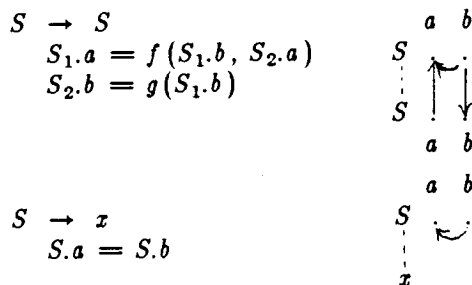 S → S
S₁.a = f(S₁.b, S₂.a)
S₂.b = g(S₁.b)
a b
S
S
a b
S → x
S.a = S.b
a b
S
x